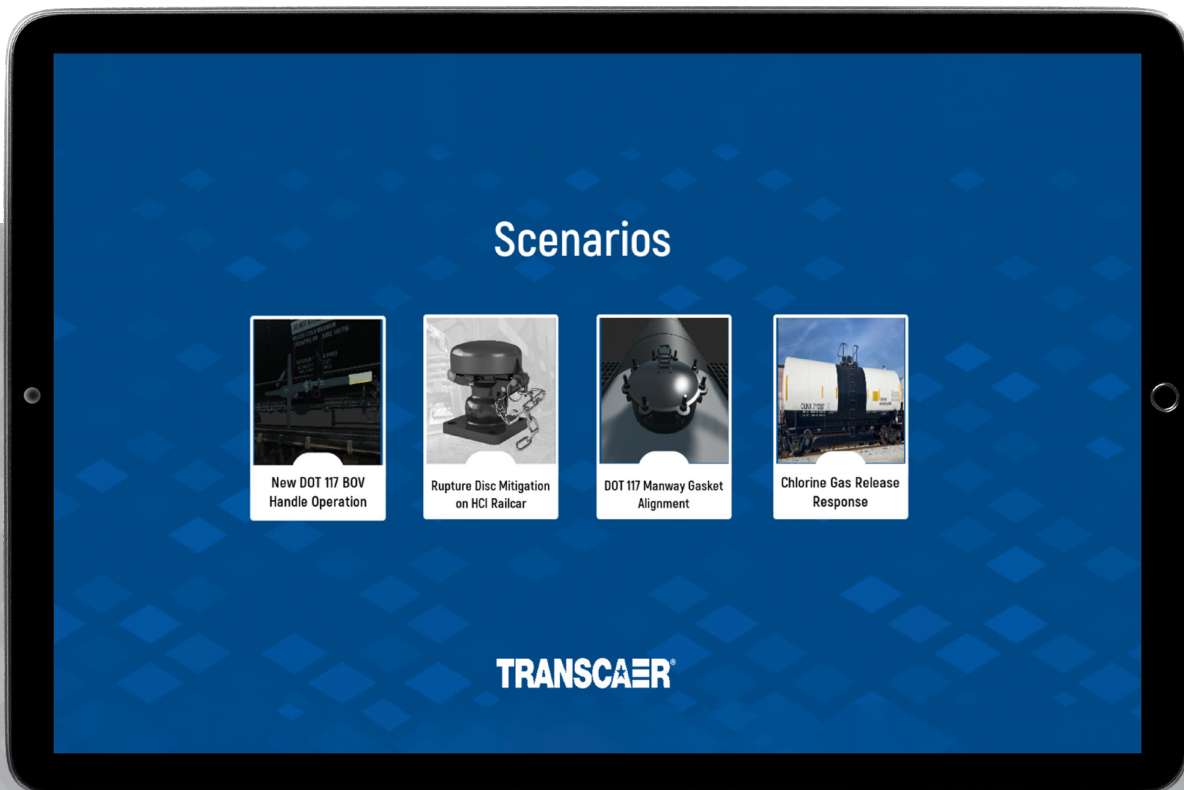 Scenarios
New DOT 117 BOV
Handle Operation
Rupture Disc Mitigation
on HCl Railcar
DOT 117 Manway Gasket
Alignment
Chlorine Gas Release
Response
TRANSCAER®